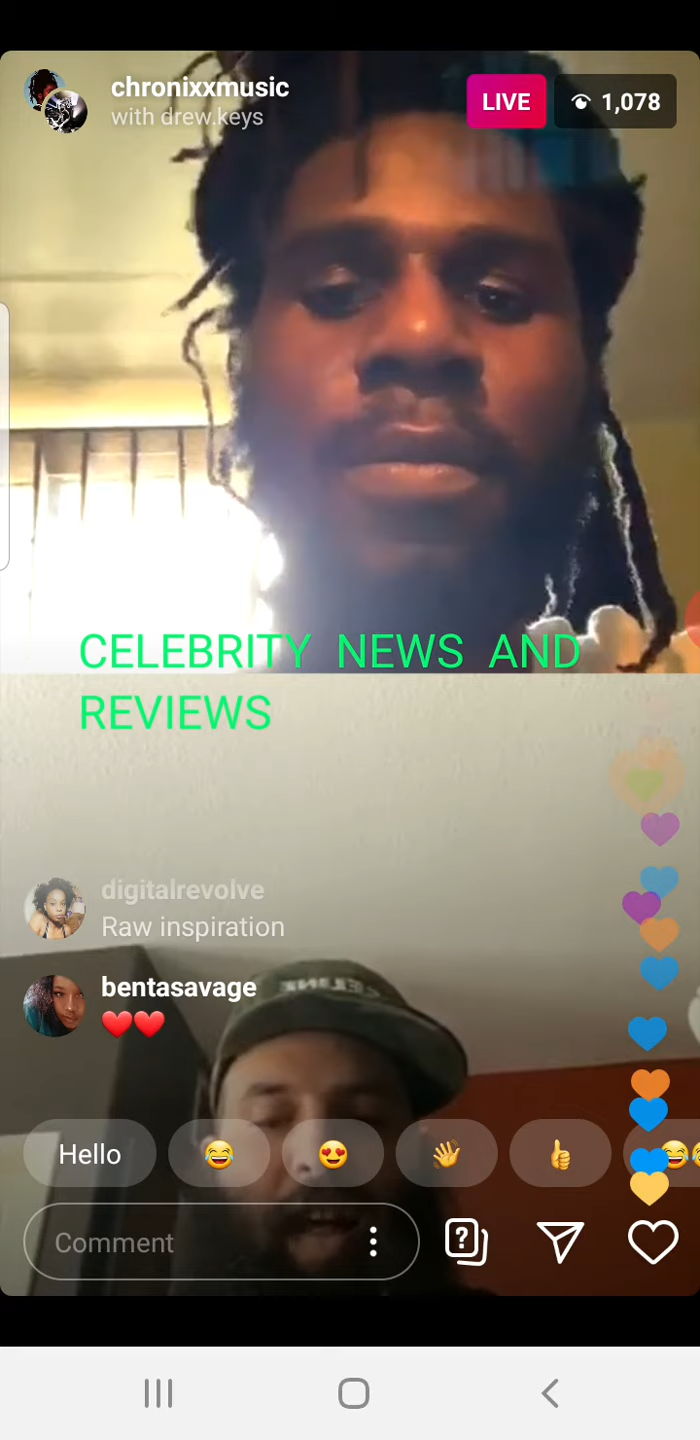 chronixxmusic
with drew.keys
LIVE
1,078
CELEBRITY NEWS AND
REVIEWS
digitalrevolve
Raw inspiration
bentasavage
❤️❤️
Hello
Comment